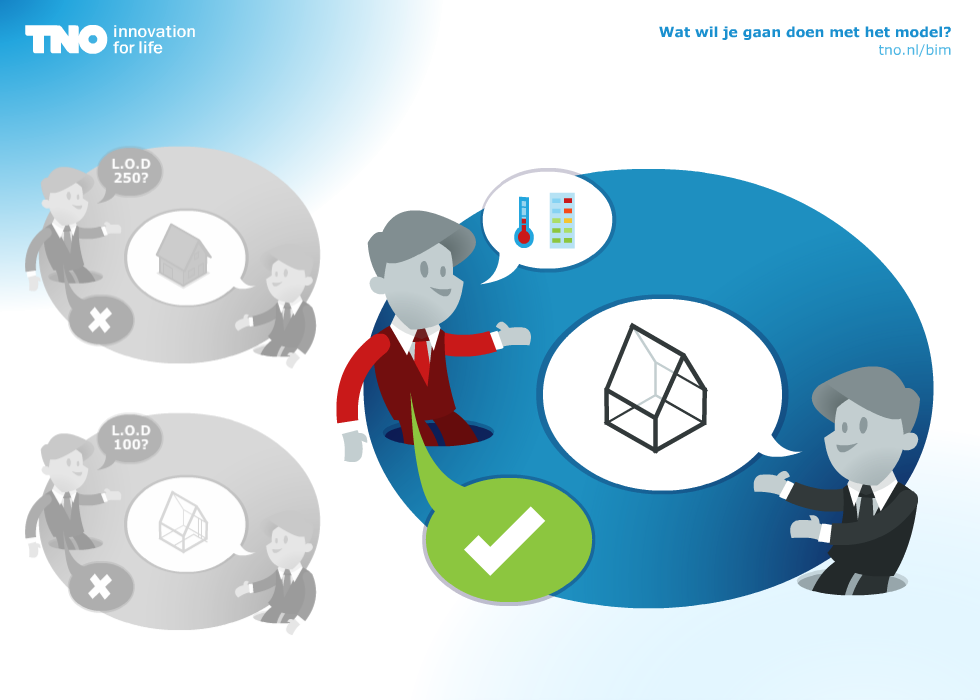 TNO innovation
for life
Wat wil je gaan doen met het model?
tno.nl/bim
L.O.D
250?
L.O.D
100?